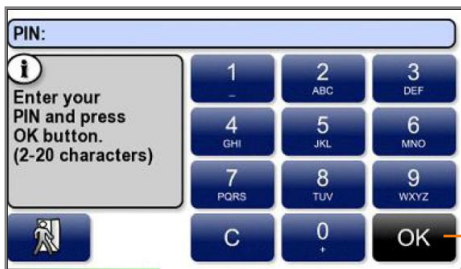 PIN:
i
Enter your
PIN and press
OK button.
(2-20 characters)
1 2 3
_ ABC DEF
4 5 6
GHI JKL MNO
7 8 9
PQRS TUV WXYZ
C 0 OK
+